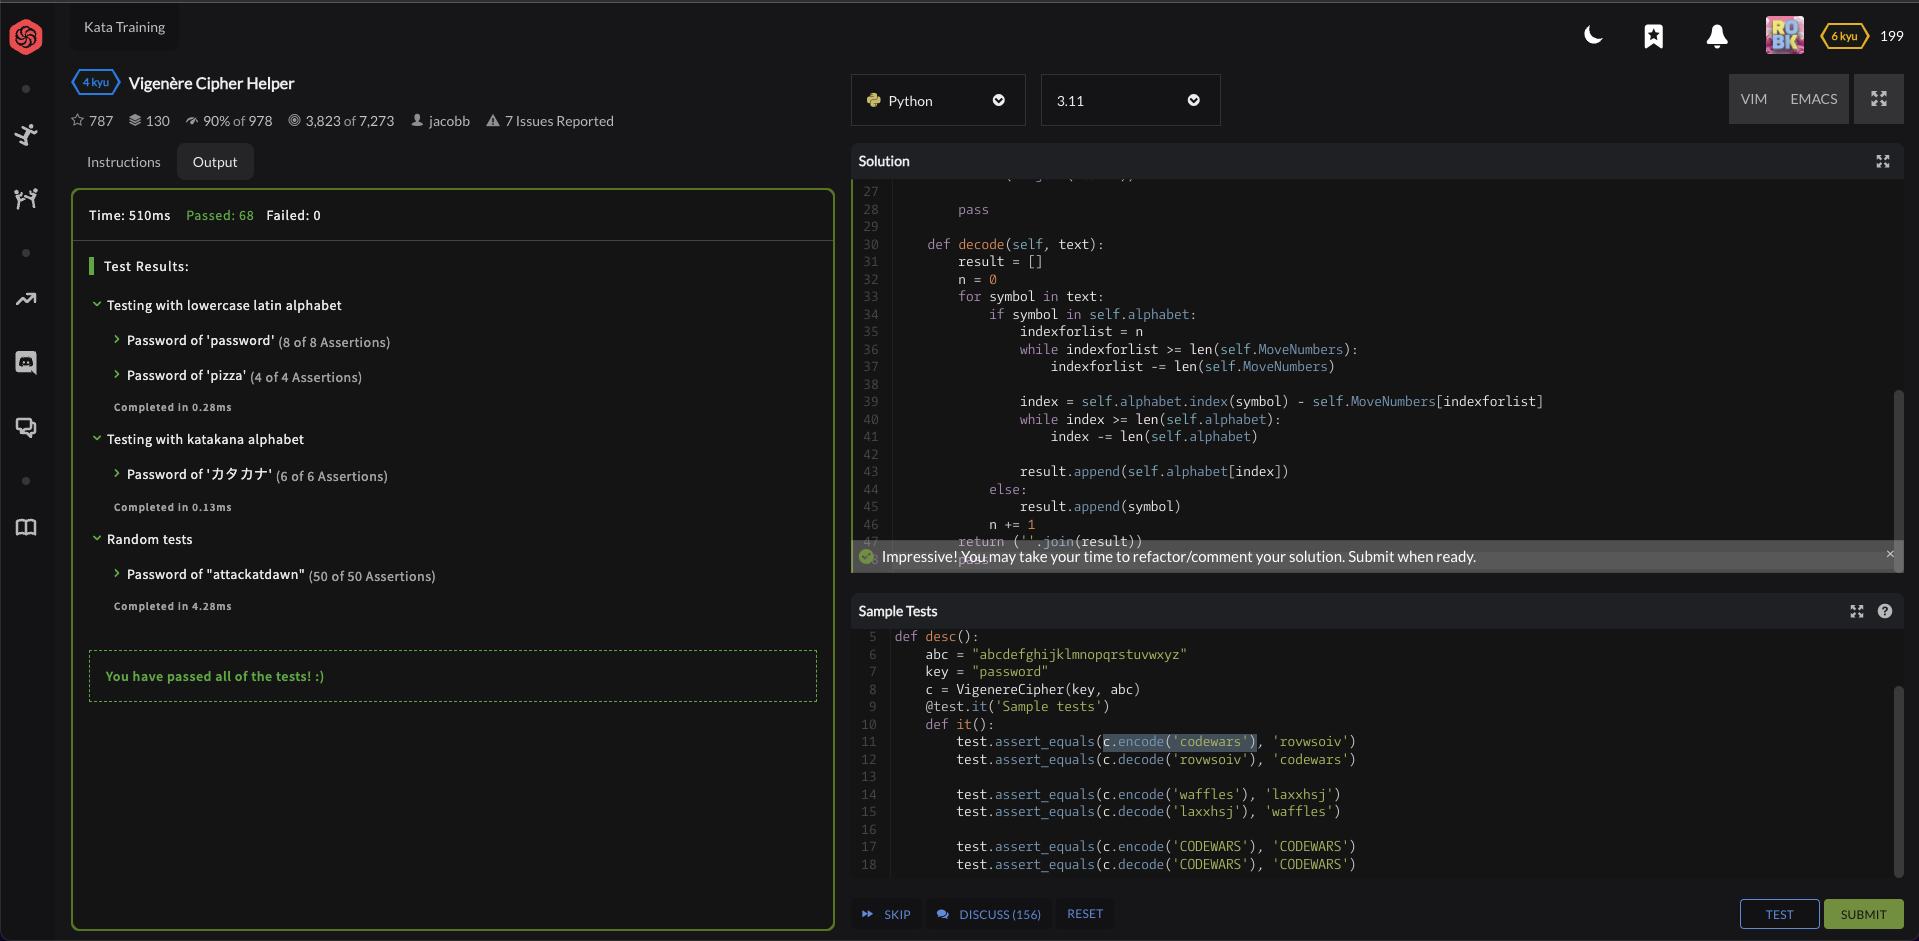 Kata Training
RO
BK
6 kyu
199
4 kyu
Vigenère Cipher Helper
787
130
90% of 978
3,823 of 7,273
jacobb
7 Issues Reported
Instructions
Output
Time: 510ms Passed: 68 Failed: 0
Test Results:
Testing with lowercase latin alphabet
Password of 'password' (8 of 8 Assertions)
Password of 'pizza' (4 of 4 Assertions)
Completed in 0.28ms
Testing with katakana alphabet
Password of 'カタカナ' (6 of 6 Assertions)
Completed in 0.13ms
Random tests
Password of "attackatdawn" (50 of 50 Assertions)
Completed in 4.28ms
You have passed all of the tests! :)
Python
3.11
VIM
EMACS
Solution
27
28 pass
29
30 def decode(self, text):
31 result = []
32 n = 0
33 for symbol in text:
34 if symbol in self.alphabet:
35 indexforlist = n
36 while indexforlist >= len(self.MoveNumbers):
37 indexforlist -= len(self.MoveNumbers)
38
39 index = self.alphabet.index(symbol) - self.MoveNumbers[indexforlist]
40 while index >= len(self.alphabet):
41 index -= len(self.alphabet)
42
43 result.append(self.alphabet[index])
44 else:
45 result.append(symbol)
46 n += 1
47 return (''.join(result))
Impressive! You may take your time to refactor/comment your solution. Submit when ready.
Sample Tests
5 def desc():
6 abc = "abcdefghijklmnopqrstuvwxyz"
7 key = "password"
8 c = VigenereCipher(key, abc)
9 @test.it('Sample tests')
10 def it():
11 test.assert_equals(c.encode('codewars'), 'rovwsoiv')
12 test.assert_equals(c.decode('rovwsoiv'), 'codewars')
13
14 test.assert_equals(c.encode('waffles'), 'laxxhsj')
15 test.assert_equals(c.decode('laxxhsj'), 'waffles')
16
17 test.assert_equals(c.encode('CODEWARS'), 'CODEWARS')
18 test.assert_equals(c.decode('CODEWARS'), 'CODEWARS')
SKIP
DISCUSS (156)
RESET
TEST
SUBMIT